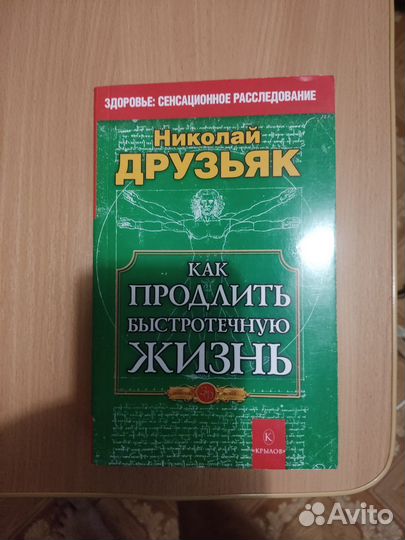 ЗДОРОВЬЕ: СЕНСАЦИОННОЕ РАССЛЕДОВАНИЕ
Николай
ДРУЗЬЯК
КАК
ПРОДЛИТЬ
БЫСТРОТЕЧНУЮ
ЖИЗНЬ
К
«КРЫЛОВ»
Avito